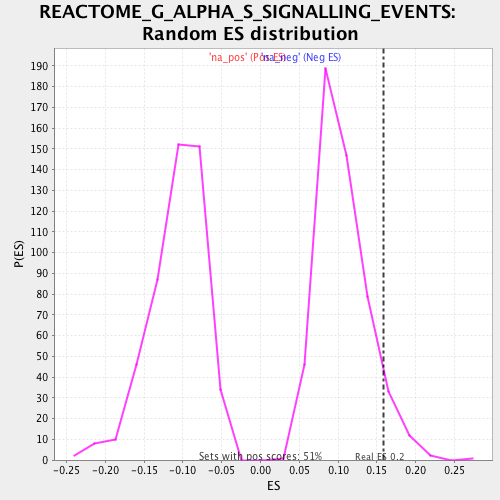 REACTOME_G_ALPHA_S_SIGNALLING_EVENTS:
Random ES distribution
'na_pos' (Pos ES) 'na_neg' (Neg ES)
190
180
170
160
150
140
130
120
110
100
90
80
70
60
50
40
30
20
10
0
P(ES)
Sets with pos scores: 51%
Real ES 0.2
-0.25 -0.20 -0.15 -0.10 -0.05 0.00 0.05 0.10 0.15 0.20 0.25
ES